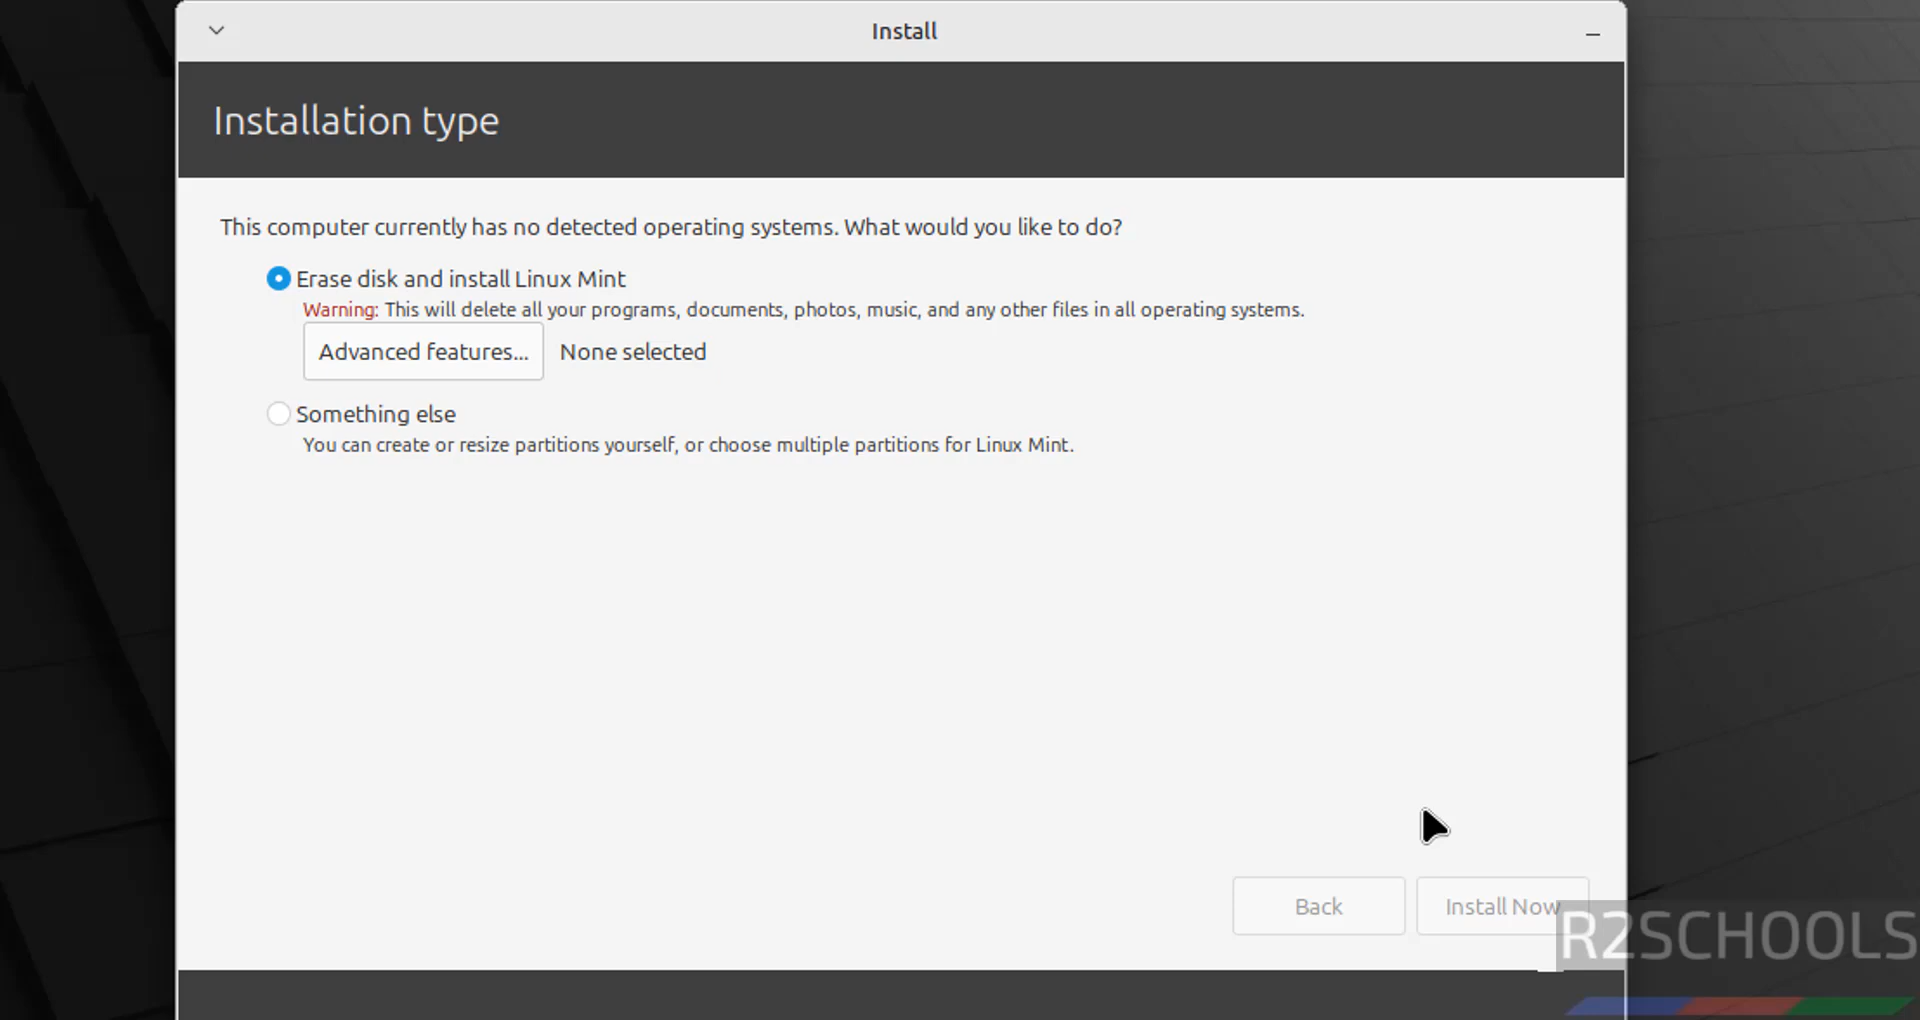 Install
Installation type
This computer currently has no detected operating systems. What would you like to do?
Erase disk and install Linux Mint
Warning: This will delete all your programs, documents, photos, music, and any other files in all operating systems.
Advanced features... None selected
Something else
You can create or resize partitions yourself, or choose multiple partitions for Linux Mint.
Back Install Now
R2SCHOOLS